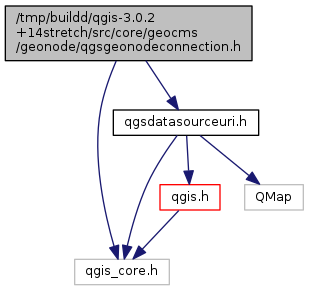 /tmp/buildd/qgis-3.0.2
+14stretch/src/core/geocms
/geonode/qgsgeonodeconnection.h
qgsdatasourceuri.h
qgis.h
QMap
qgis_core.h